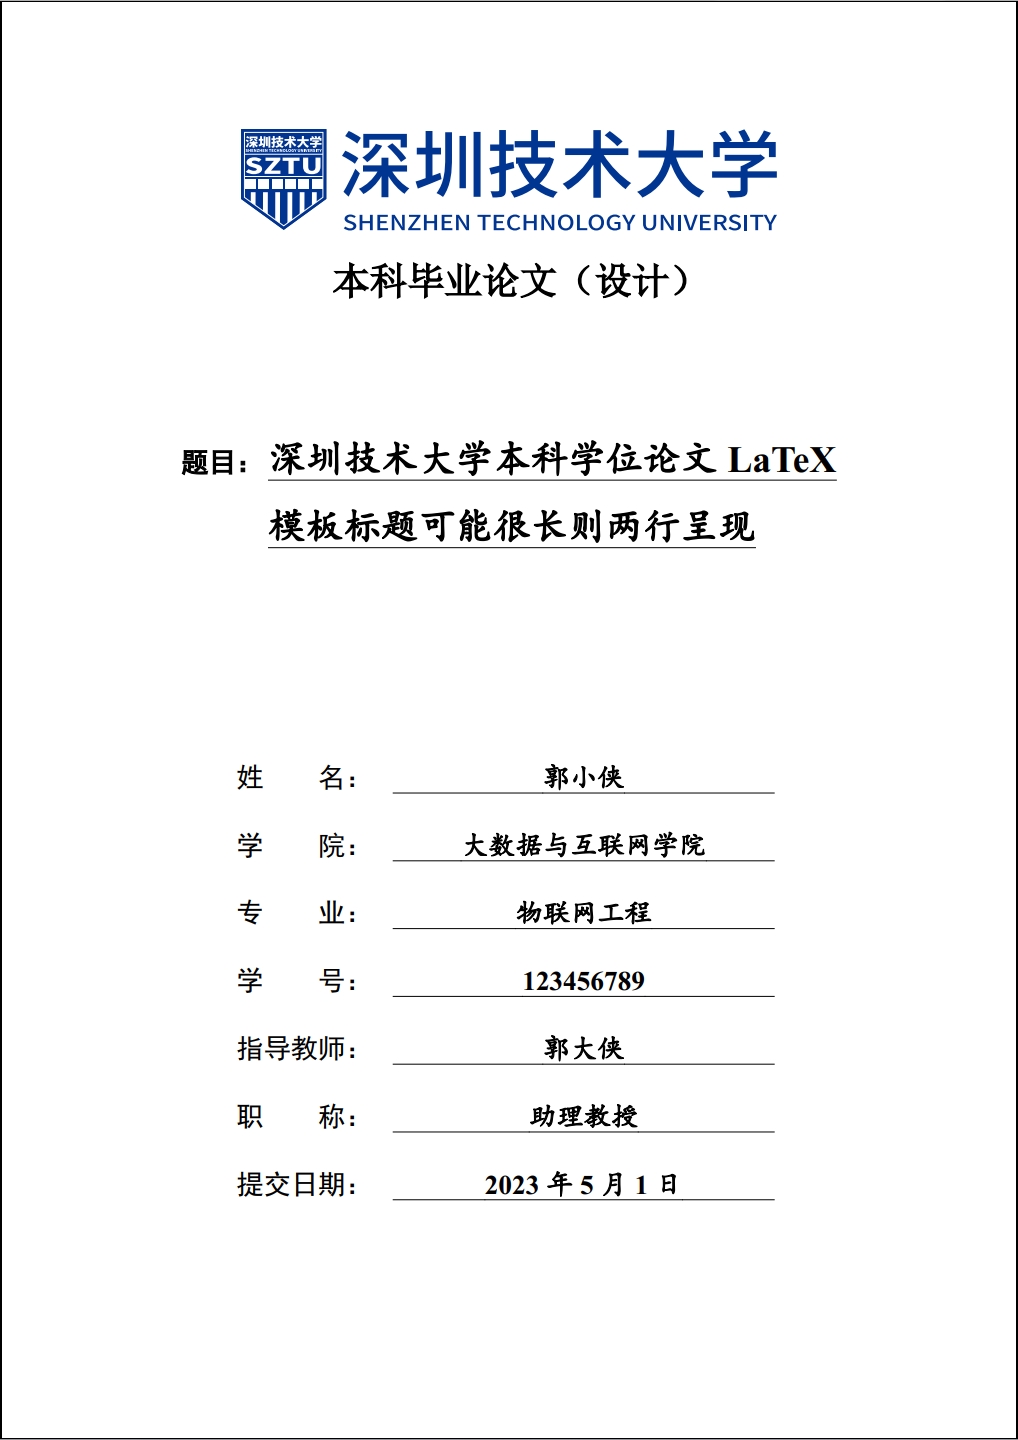 深圳技术大学
SHENZHEN TECHNOLOGY UNIVERSITY
SZTU
深圳技术大学
SHENZHEN TECHNOLOGY UNIVERSITY
本科毕业论文（设计）
题目： 深圳技术大学本科学位论文 LaTeX
模板标题可能很长则两行呈现
姓 名： 郭小侠
学 院： 大数据与互联网学院
专 业： 物联网工程
学 号： 123456789
指导教师： 郭大侠
职 称： 助理教授
提交日期： 2023 年 5 月 1 日